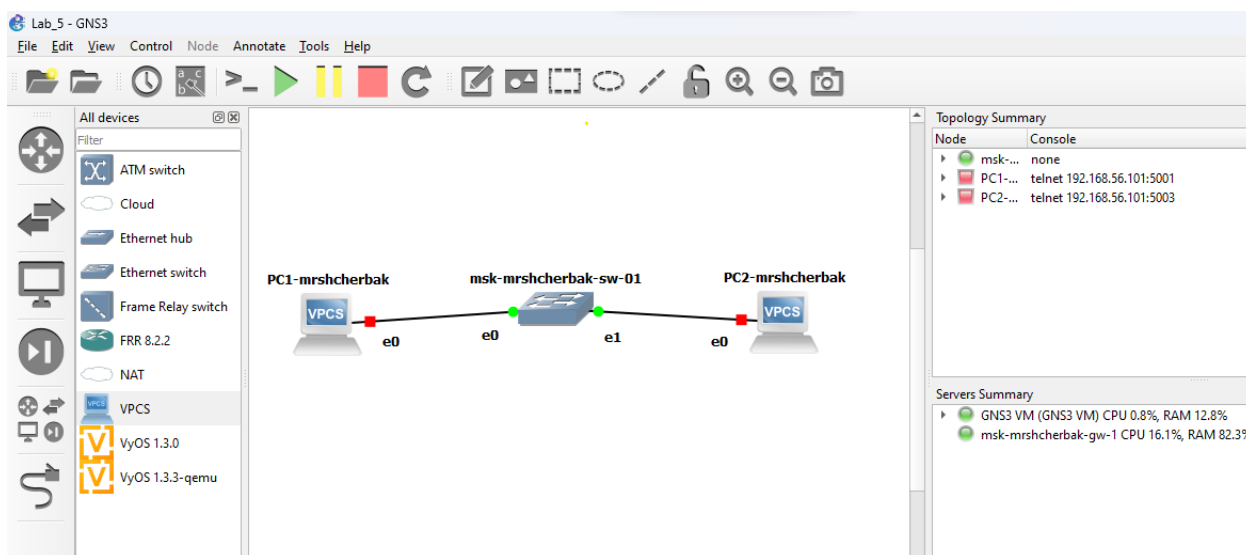 Lab_5 - GNS3
File Edit View Control Node Annotate Tools Help
All devices
Filter
ATM switch
Cloud
Ethernet hub
Ethernet switch
Frame Relay switch
FRR 8.2.2
NAT
VPCS
VyOS 1.3.0
VyOS 1.3.3-qemu
PC1-mrshcherbak
msk-mrshcherbak-sw-01
PC2-mrshcherbak
VPCS
VPCS
e0
e0
e1
e0
Topology Summary
Node Console
msk-... none
PC1-... telnet 192.168.56.101:5001
PC2-... telnet 192.168.56.101:5003
Servers Summary
GNS3 VM (GNS3 VM) CPU 0.8%, RAM 12.8%
msk-mrshcherbak-gw-1 CPU 16.1%, RAM 82.3%